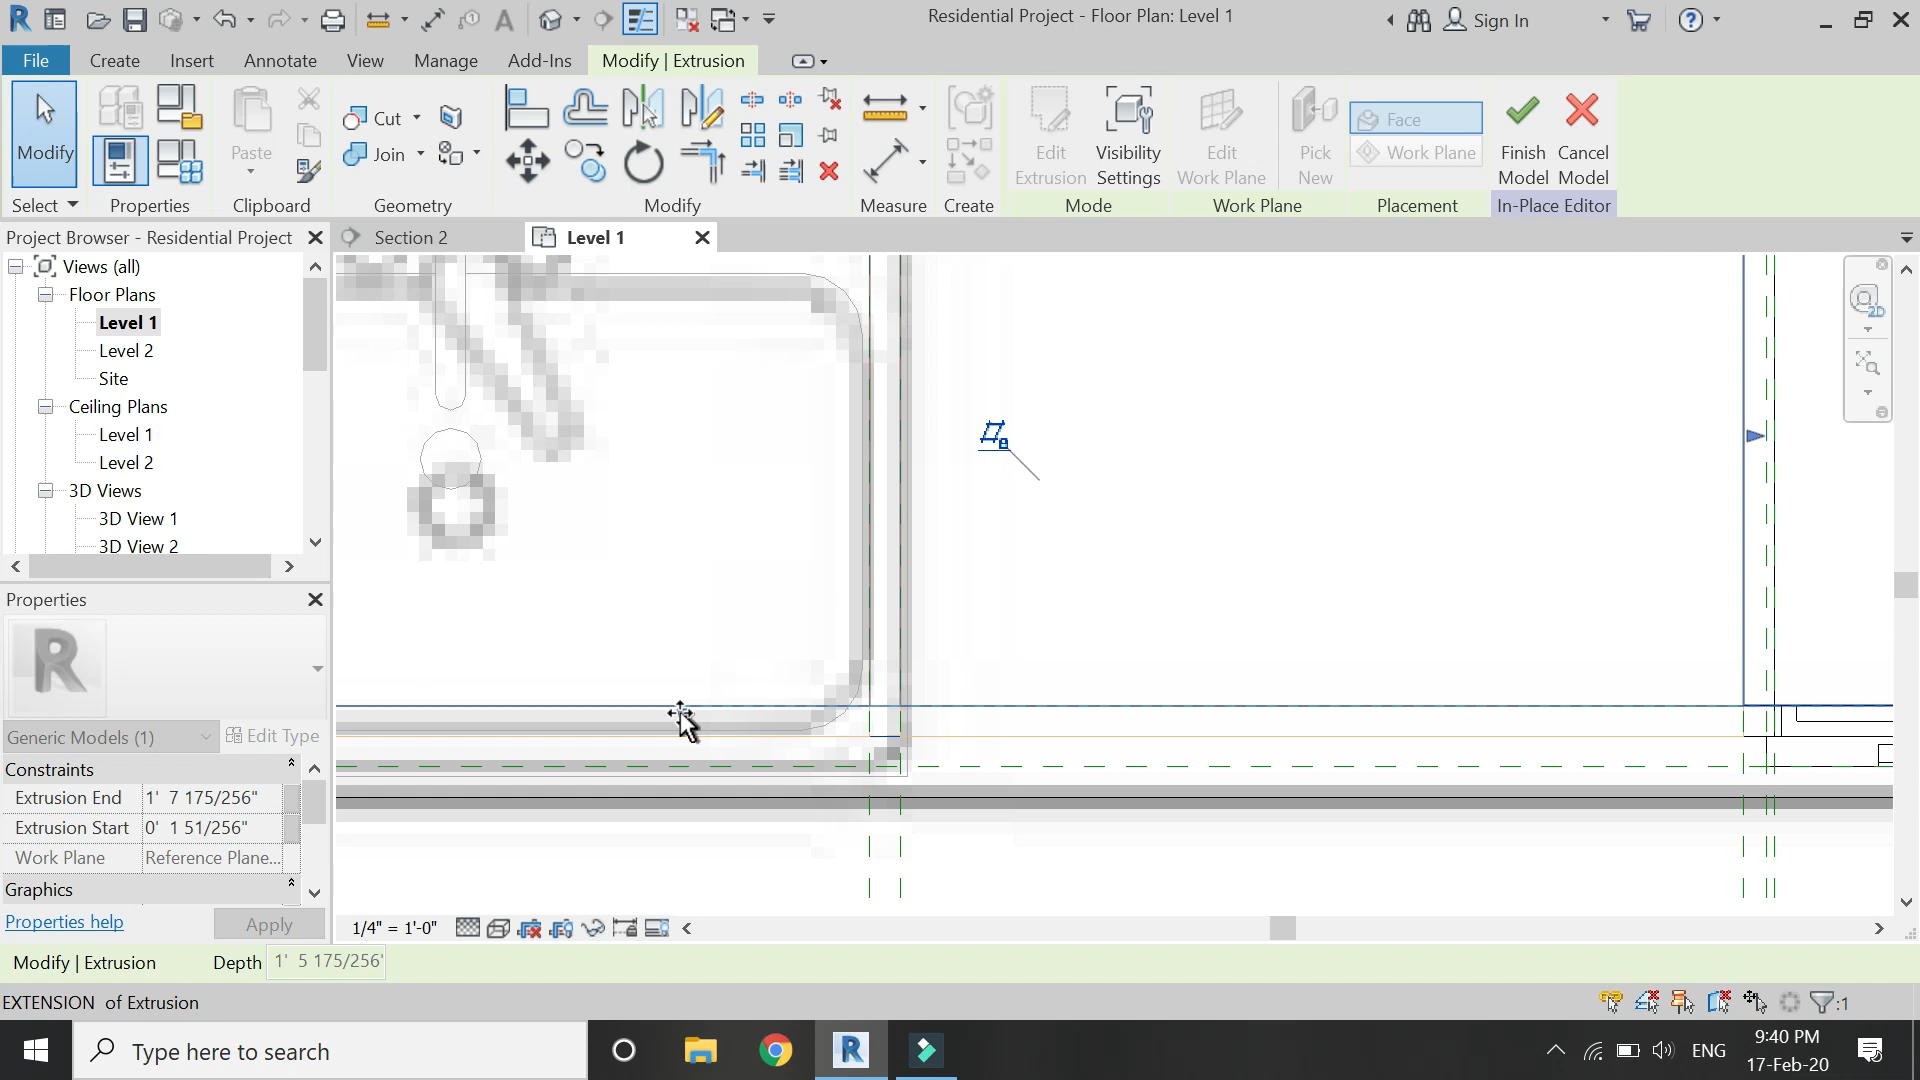 Residential Project - Floor Plan: Level 1
Sign In
File
Create
Insert
Annotate
View
Manage
Add-Ins
Modify | Extrusion
Modify
Paste
Cut
Join
Edit Extrusion
Visibility Settings
Edit Work Plane
Pick New
Face
Work Plane
Finish Model
Cancel Model
Select
Properties
Clipboard
Geometry
Modify
Measure
Create
Mode
Work Plane
Placement
In-Place Editor
Project Browser - Residential Project
Section 2
Level 1
Views (all)
Floor Plans
Level 1
Level 2
Site
Ceiling Plans
Level 1
Level 2
3D Views
3D View 1
3D View 2
2D
Properties
R
Generic Models (1)
Edit Type
Constraints
Extrusion End 1' 7 175/256"
Extrusion Start 0' 1 51/256"
Work Plane Reference Plane...
Graphics
Properties help
Apply
1/4" = 1'-0"
Modify | Extrusion
Depth 1' 5 175/256'
EXTENSION of Extrusion
:1
Type here to search
ENG
9:40 PM
17-Feb-20